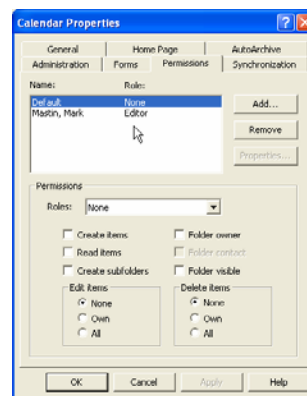 Calendar Properties
General Home Page AutoArchive
Administration Forms Permissions Synchronization
Name: Role:
Default None
Mastin, Mark Editor
Add...
Remove
Properties...
Permissions
Roles: None
Create items Folder owner
Read items Folder contact
Create subfolders Folder visible
Edit items Delete items
None None
Own Own
All All
OK Cancel Apply Help